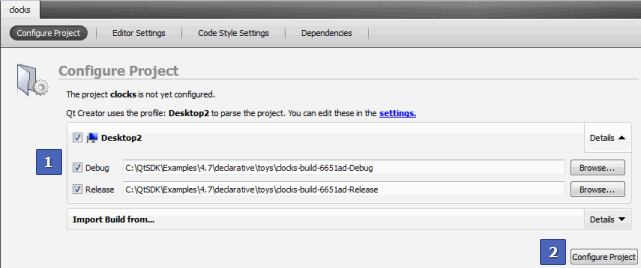 clocks
Configure Project Editor Settings Code Style Settings Dependencies
Configure Project
The project clocks is not yet configured.
Qt Creator uses the profile: Desktop2 to parse the project. You can edit these in the settings.
Desktop2 Details
1
Debug C:\QtSDK\Examples\4.7\declarative\toys\clocks-build-6651ad-Debug Browse...
Release C:\QtSDK\Examples\4.7\declarative\toys\clocks-build-6651ad-Release Browse...
Import Build from... Details
2 Configure Project